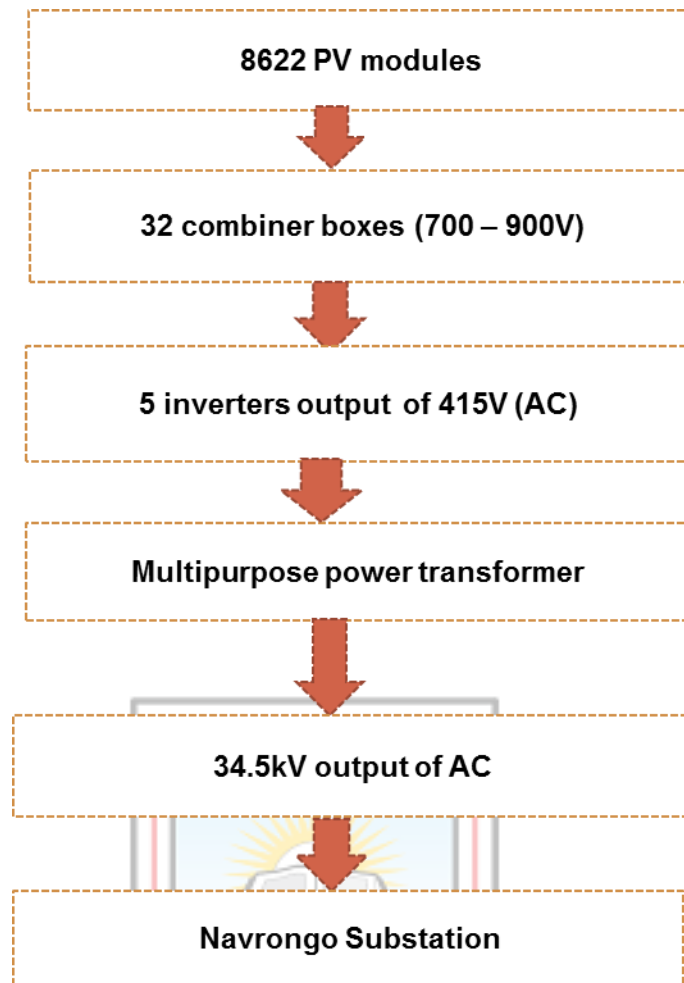 8622 PV modules
32 combiner boxes (700 – 900V)
5 inverters output of 415V (AC)
Multipurpose power transformer
34.5kV output of AC
Navrongo Substation